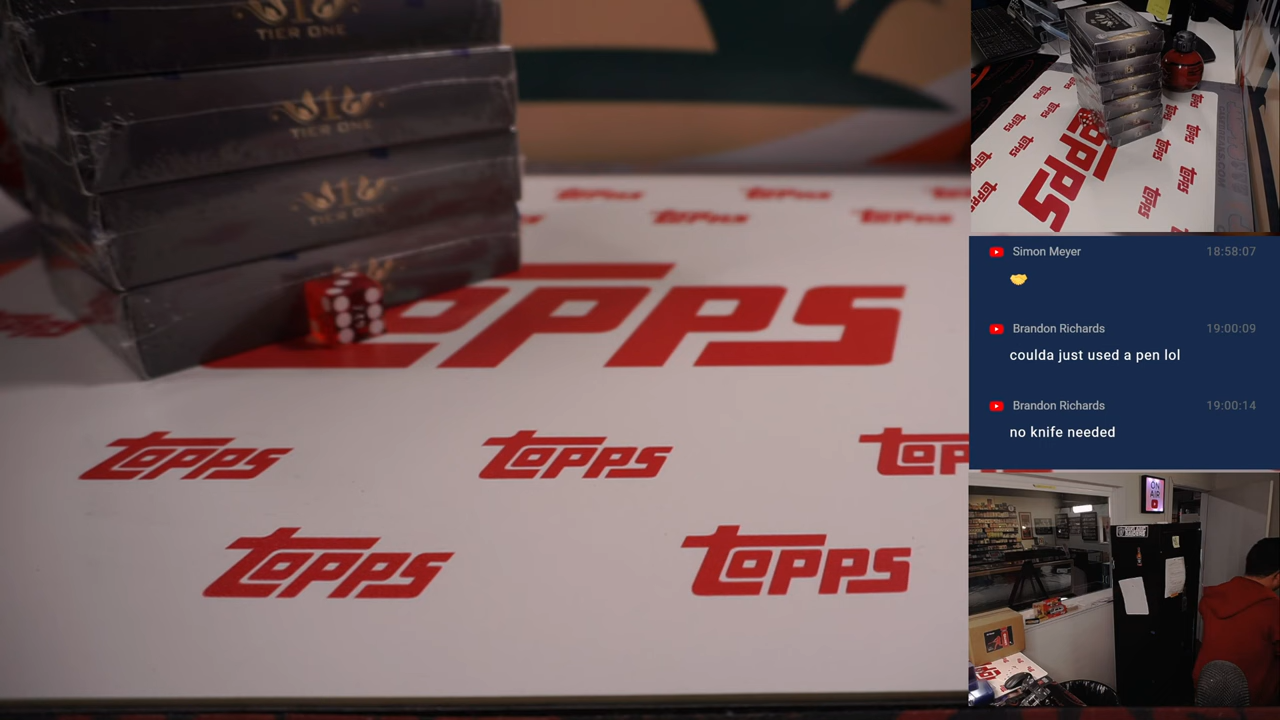 TIER ONE
TIER ONE
TIER ONE
Topps
Topps
Topps
Topps
Topps
Topps
Topps
Topps
Topps
Topps
Simon Meyer 18:58:07
Brandon Richards 19:00:09
coulda just used a pen lol
Brandon Richards 19:00:14
no knife needed
ON AIR